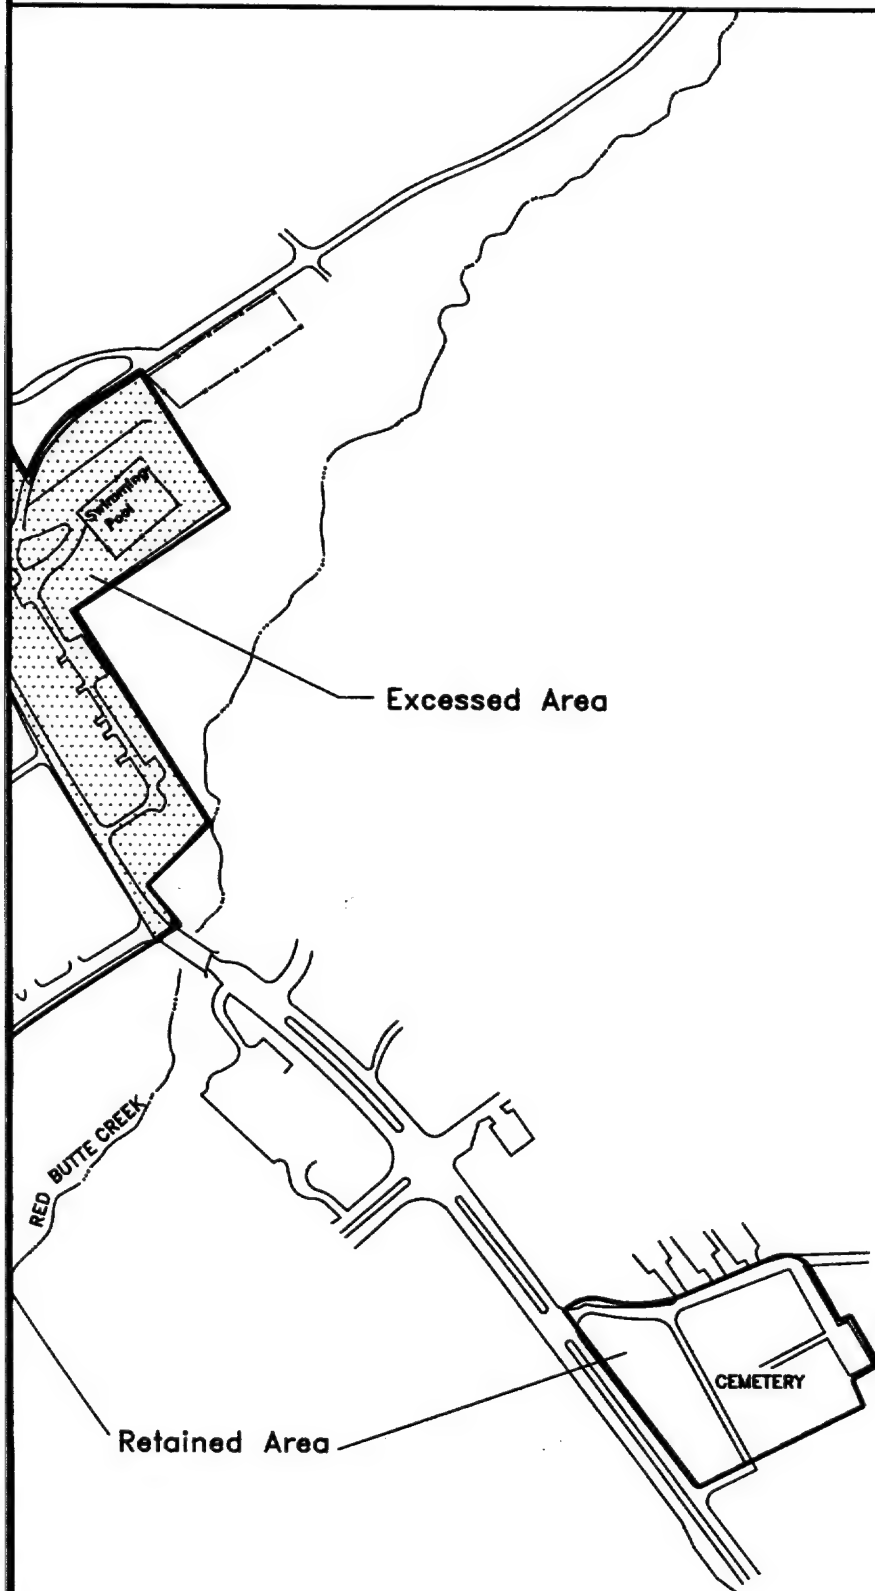 Swimming
Pool
Excessed Area
RED BUTTE CREEK
CEMETERY
Retained Area